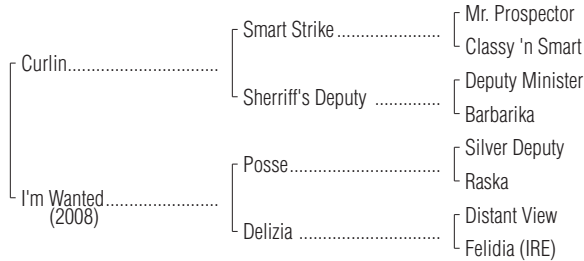 Mr. Prospector
Smart Strike
Classy 'n Smart
Curlin
Deputy Minister
Sherriff's Deputy
Barbarika
Silver Deputy
Posse
Raska
I'm Wanted
(2008)
Distant View
Delizia
Felidia (IRE)